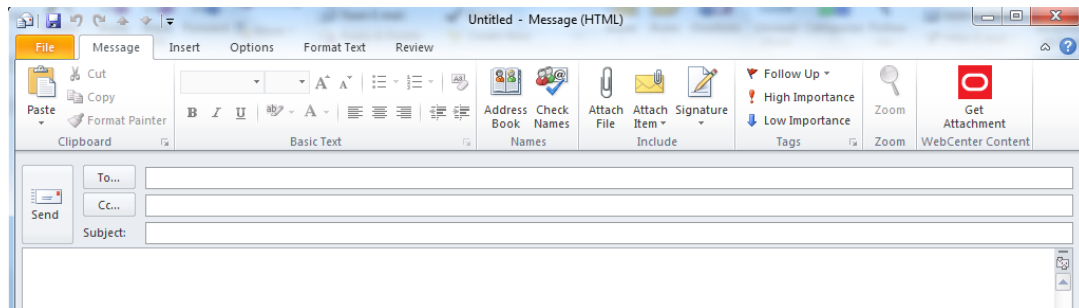 Untitled - Message (HTML)
File Message Insert Options Format Text Review
Paste
Cut
Copy
Format Painter
Clipboard
B I U A
Basic Text
Address Book
Check Names
Names
Attach File
Attach Item
Signature
Include
Follow Up
High Importance
Low Importance
Tags
Zoom
Zoom
Get Attachment
WebCenter Content
Send
To...
Cc...
Subject: